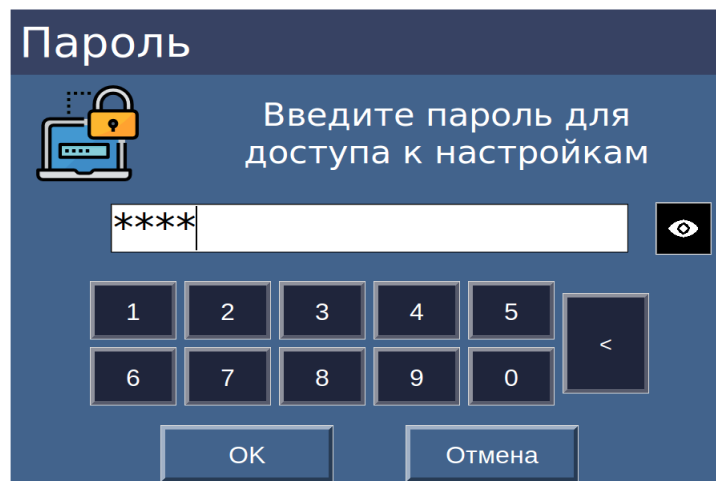 Пароль
Введите пароль для
доступа к настройкам
****
1 2 3 4 5
<
6 7 8 9 0
OK Отмена